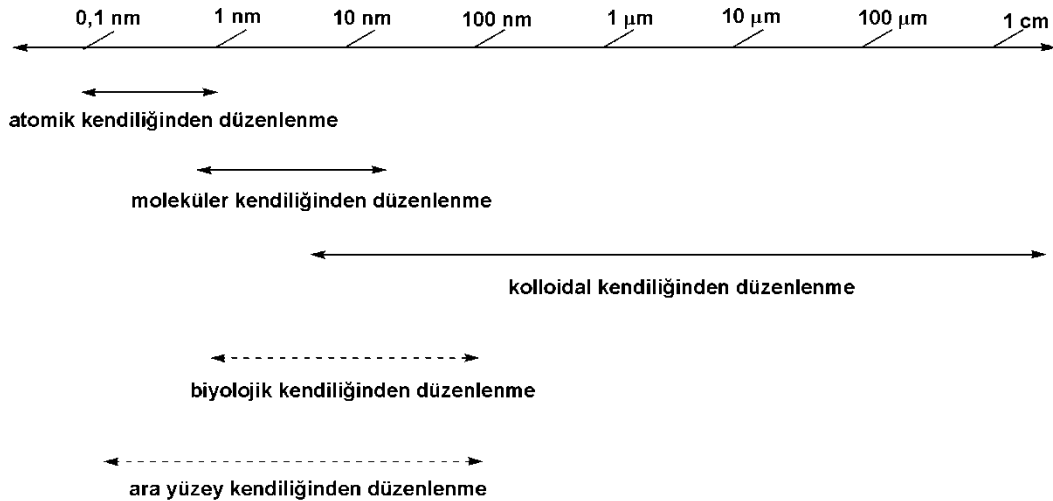 0,1 nm 1 nm 10 nm 100 nm 1 μm 10 μm 100 μm 1 cm
atomik kendiliğinden düzenlenme
moleküler kendiliğinden düzenlenme
kolloidal kendiliğinden düzenlenme
biyolojik kendiliğinden düzenlenme
ara yüzey kendiliğinden düzenlenme